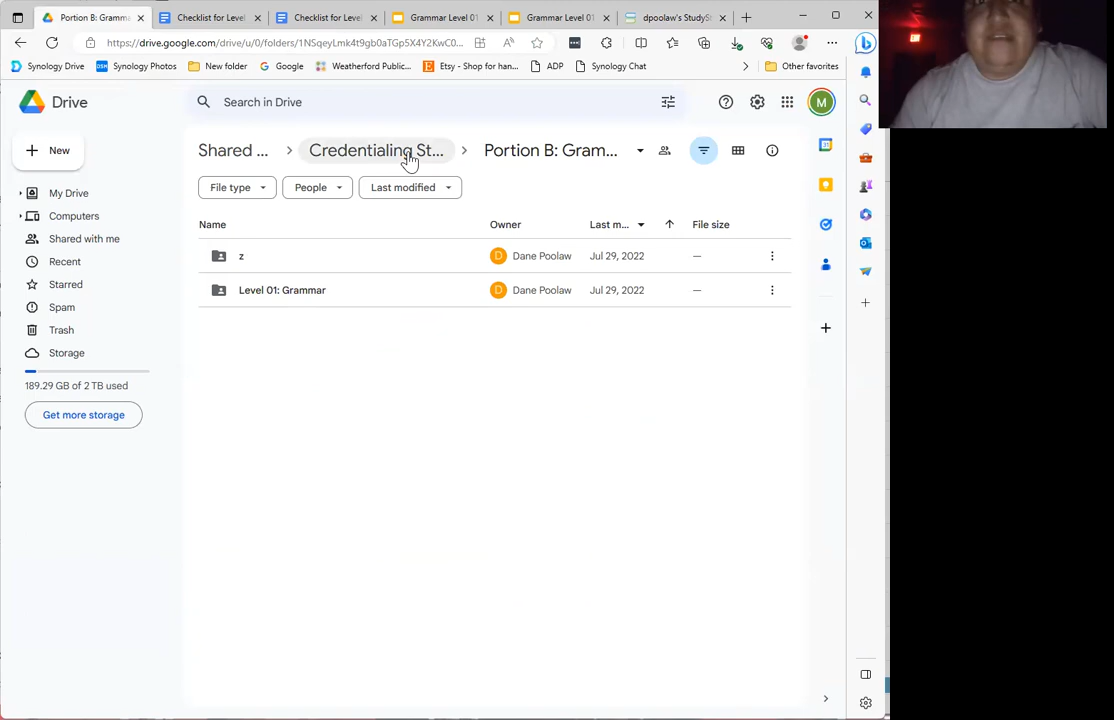 Portion B: Gramma
Checklist for Level
Checklist for Level
Grammar Level 01
Grammar Level 01
dpoolaw's StudySt
https://drive.google.com/drive/u/0/folders/1NSqeyLmk4t9gb0aTGp5X4Y2KwC0...
Synology Drive
Synology Photos
New folder
Google
Weatherford Public...
Etsy - Shop for han...
ADP
Synology Chat
Other favorites
Drive
Search in Drive
M
New
Shared ...
Credentialing St...
Portion B: Gram...
File type
People
Last modified
My Drive
Computers
Shared with me
Recent
Starred
Spam
Trash
Storage
189.29 GB of 2 TB used
Get more storage
Name
Owner
Last m...
File size
z
D
Dane Poolaw
Jul 29, 2022
—
Level 01: Grammar
D
Dane Poolaw
Jul 29, 2022
—